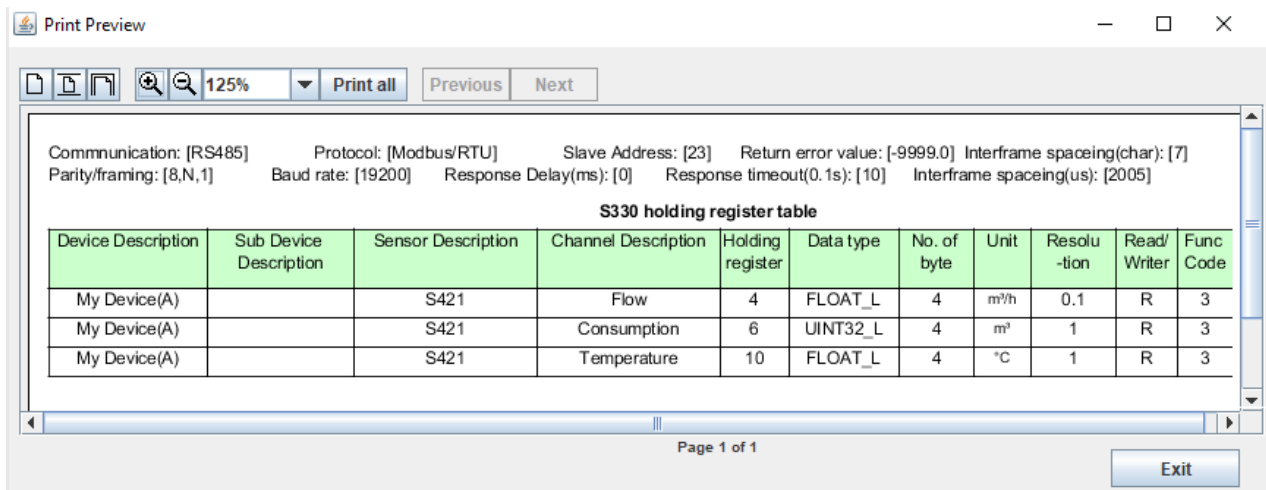 Print Preview
125% Print all Previous Next
Commnunication: [RS485] Protocol: [Modbus/RTU] Slave Address: [23] Return error value: [-9999.0] Interframe spaceing(char): [7]
Parity/framing: [8,N,1] Baud rate: [19200] Response Delay(ms): [0] Response timeout(0.1s): [10] Interframe spaceing(us): [2005]
S330 holding register table
Device Description Sub Device Description Sensor Description Channel Description Holding register Data type No. of byte Unit Resolu -tion Read/ Writer Func Code
My Device(A) S421 Flow 4 FLOAT_L 4 m³/h 0.1 R 3
My Device(A) S421 Consumption 6 UINT32_L 4 m³ 1 R 3
My Device(A) S421 Temperature 10 FLOAT_L 4 °C 1 R 3
Page 1 of 1
Exit